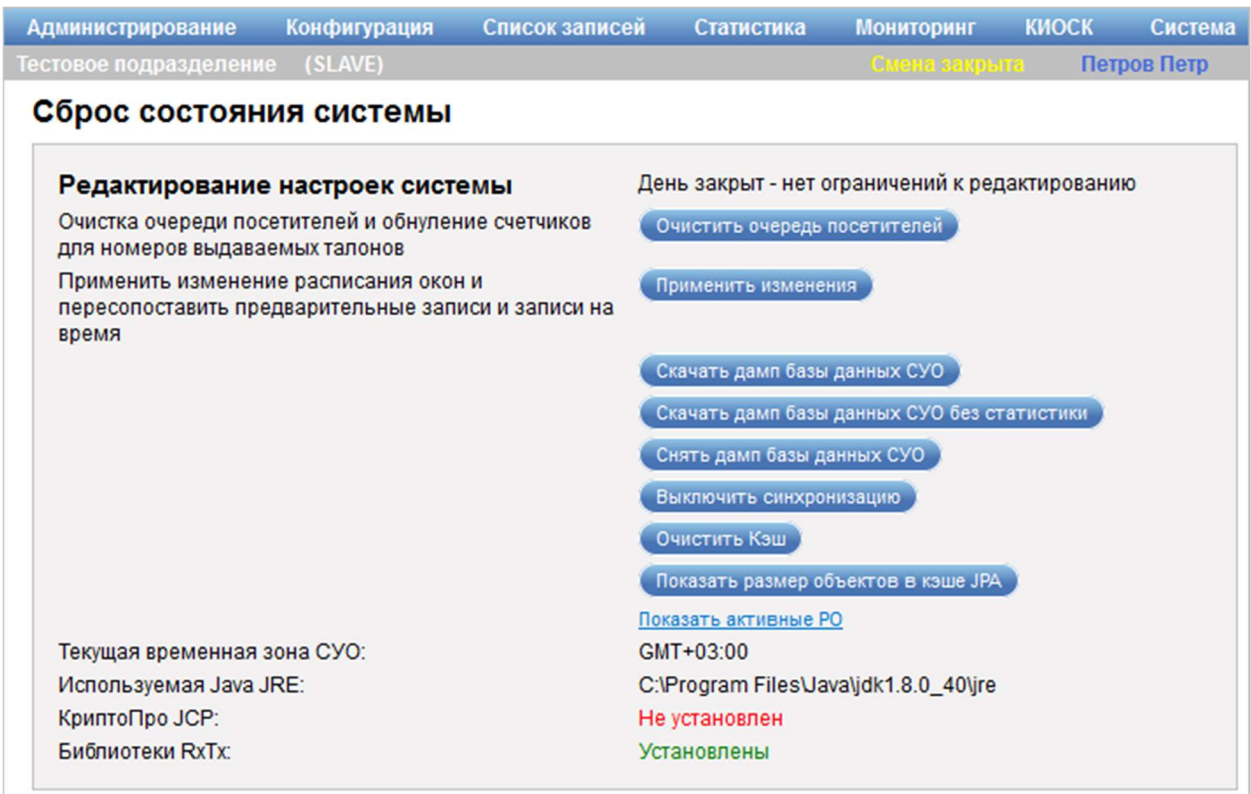 Администрирование Конфигурация Список записей Статистика Мониторинг КИОСК Система
Тестовое подразделение (SLAVE) Смена закрыта Петров Петр
Сброс состояния системы
Редактирование настроек системы День закрыт - нет ограничений к редактированию
Очистка очереди посетителей и обнуление счетчиков
для номеров выдаваемых талонов
Очистить очередь посетителей
Применить изменение расписания окон и
пересопоставить предварительные записи и записи на
время
Применить изменения
Скачать дамп базы данных СУО
Скачать дамп базы данных СУО без статистики
Снять дамп базы данных СУО
Выключить синхронизацию
Очистить Кэш
Показать размер объектов в кэше JPA
Показать активные РО
Текущая временная зона СУО: GMT+03:00
Используемая Java JRE: C:\Program Files\Java\jdk1.8.0_40\jre
КриптоПро JCP: Не установлен
Библиотеки RxTx: Установлены